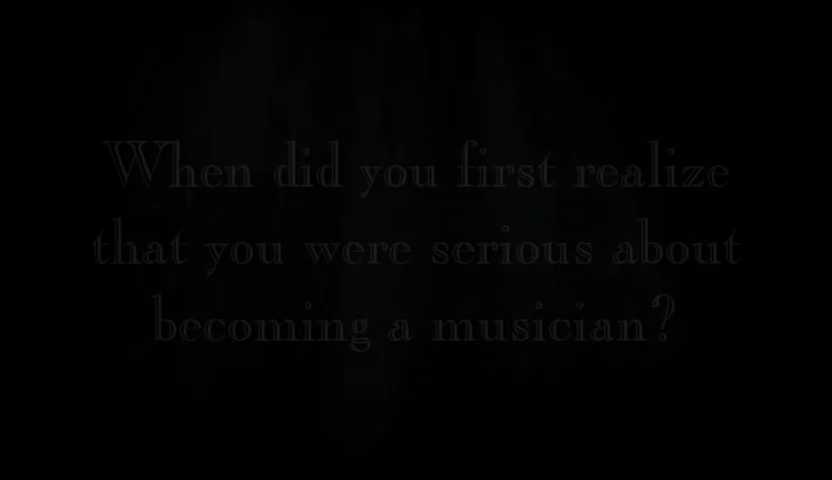 When did you first realize
that you were serious about
becoming a musician?